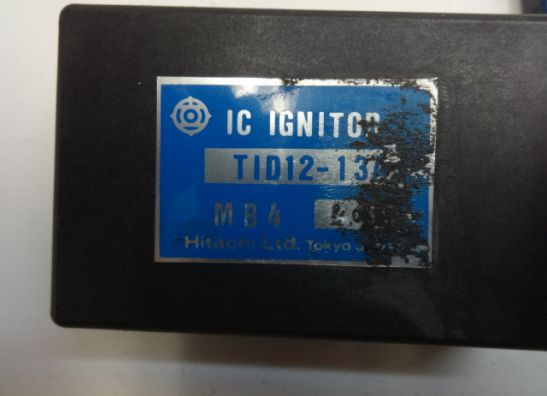 IC IGNITOR
TID12-13
MB4
Hitachi Ltd. Tokyo